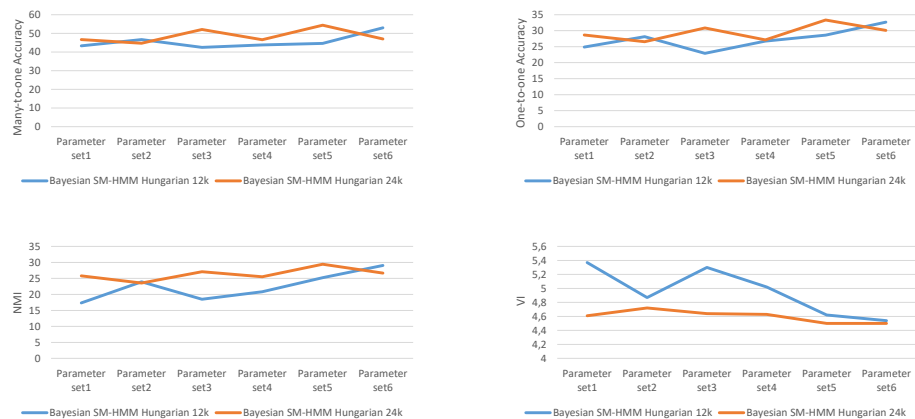 Many-to-one Accuracy
60
50
40
30
20
10
0
Parameter set1
Parameter set2
Parameter set3
Parameter set4
Parameter set5
Parameter set6
Bayesian SM-HMM Hungarian 12k
Bayesian SM-HMM Hungarian 24k
One-to-one Accuracy
35
30
25
20
15
10
5
0
Parameter set1
Parameter set2
Parameter set3
Parameter set4
Parameter set5
Parameter set6
Bayesian SM-HMM Hungarian 12k
Bayesian SM-HMM Hungarian 24k
NMI
35
30
25
20
15
10
5
0
Parameter set1
Parameter set2
Parameter set3
Parameter set4
Parameter set5
Parameter set6
Bayesian SM-HMM Hungarian 12k
Bayesian SM-HMM Hungarian 24k
VI
5,6
5,4
5,2
5
4,8
4,6
4,4
4,2
4
Parameter set1
Parameter set2
Parameter set3
Parameter set4
Parameter set5
Parameter set6
Bayesian SM-HMM Hungarian 12k
Bayesian SM-HMM Hungarian 24k